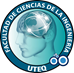 FACULTAD DE CIENCIAS DE LA INGENIERÍA
UTEQ